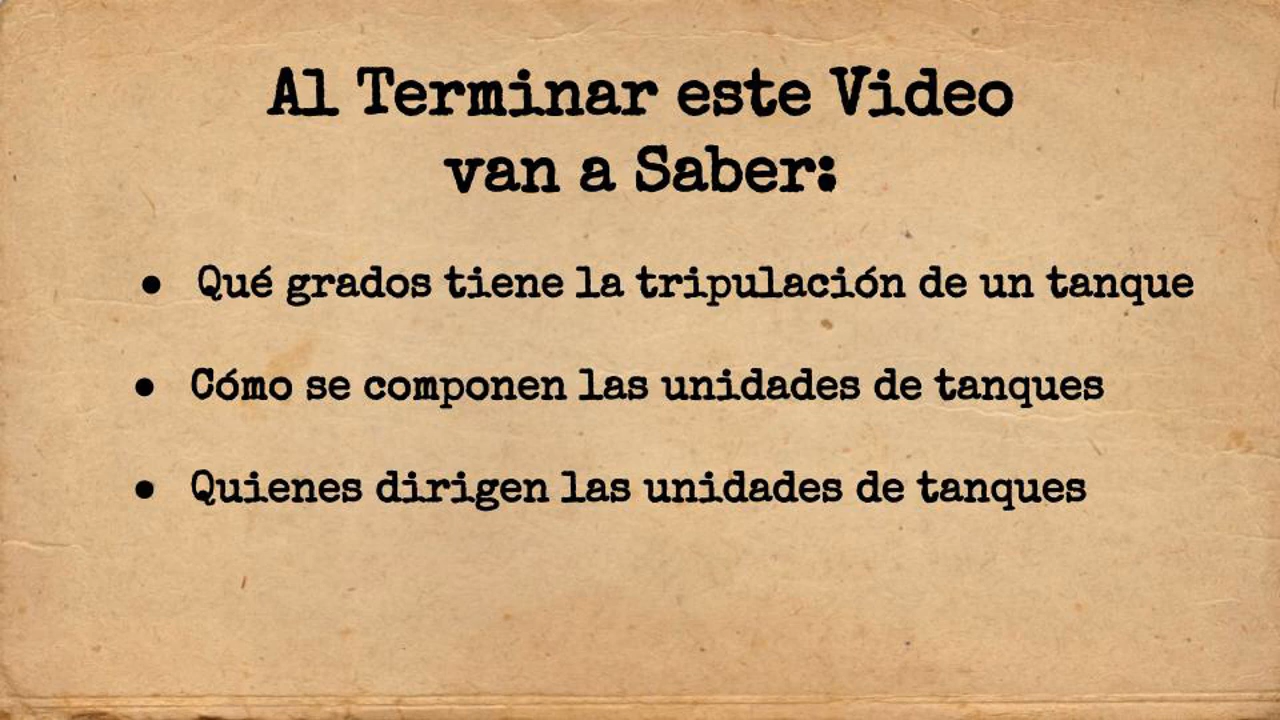 Al Terminar este Video
van a Saber:
● Qué grados tiene la tripulación de un tanque
● Cómo se componen las unidades de tanques
● Quienes dirigen las unidades de tanques